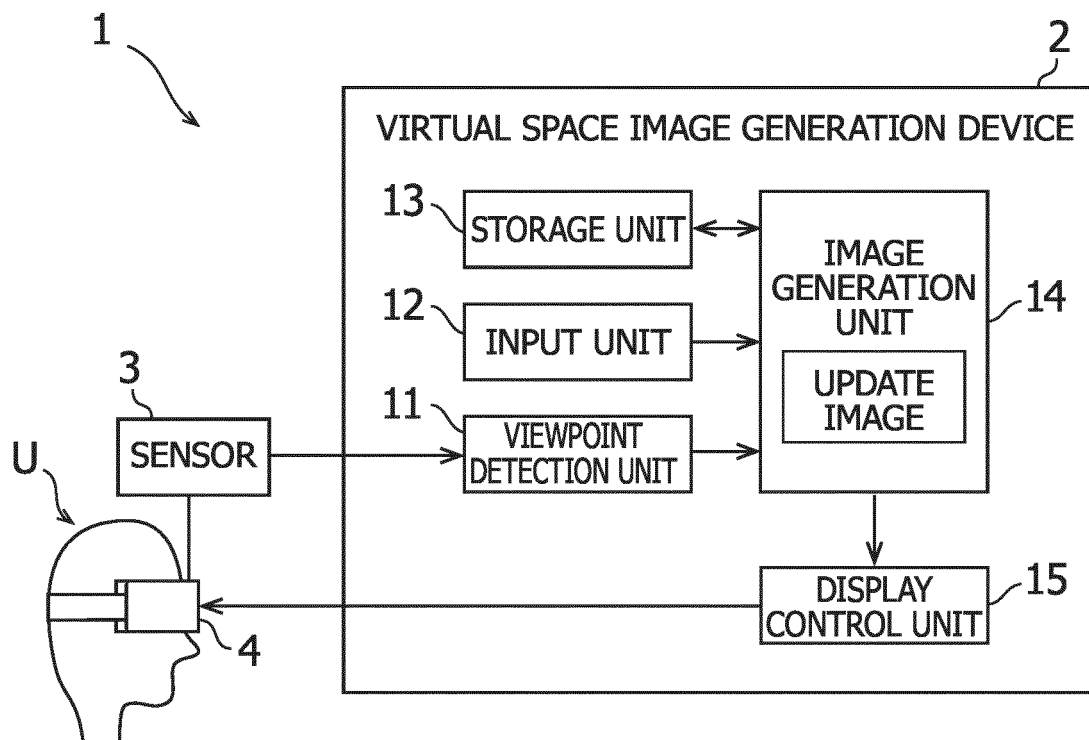 1
2
VIRTUAL SPACE IMAGE GENERATION DEVICE
13
STORAGE UNIT
IMAGE
GENERATION
UNIT
14
12
INPUT UNIT
UPDATE
IMAGE
3
SENSOR
11
VIEWPOINT
DETECTION UNIT
U
4
DISPLAY
CONTROL UNIT
15